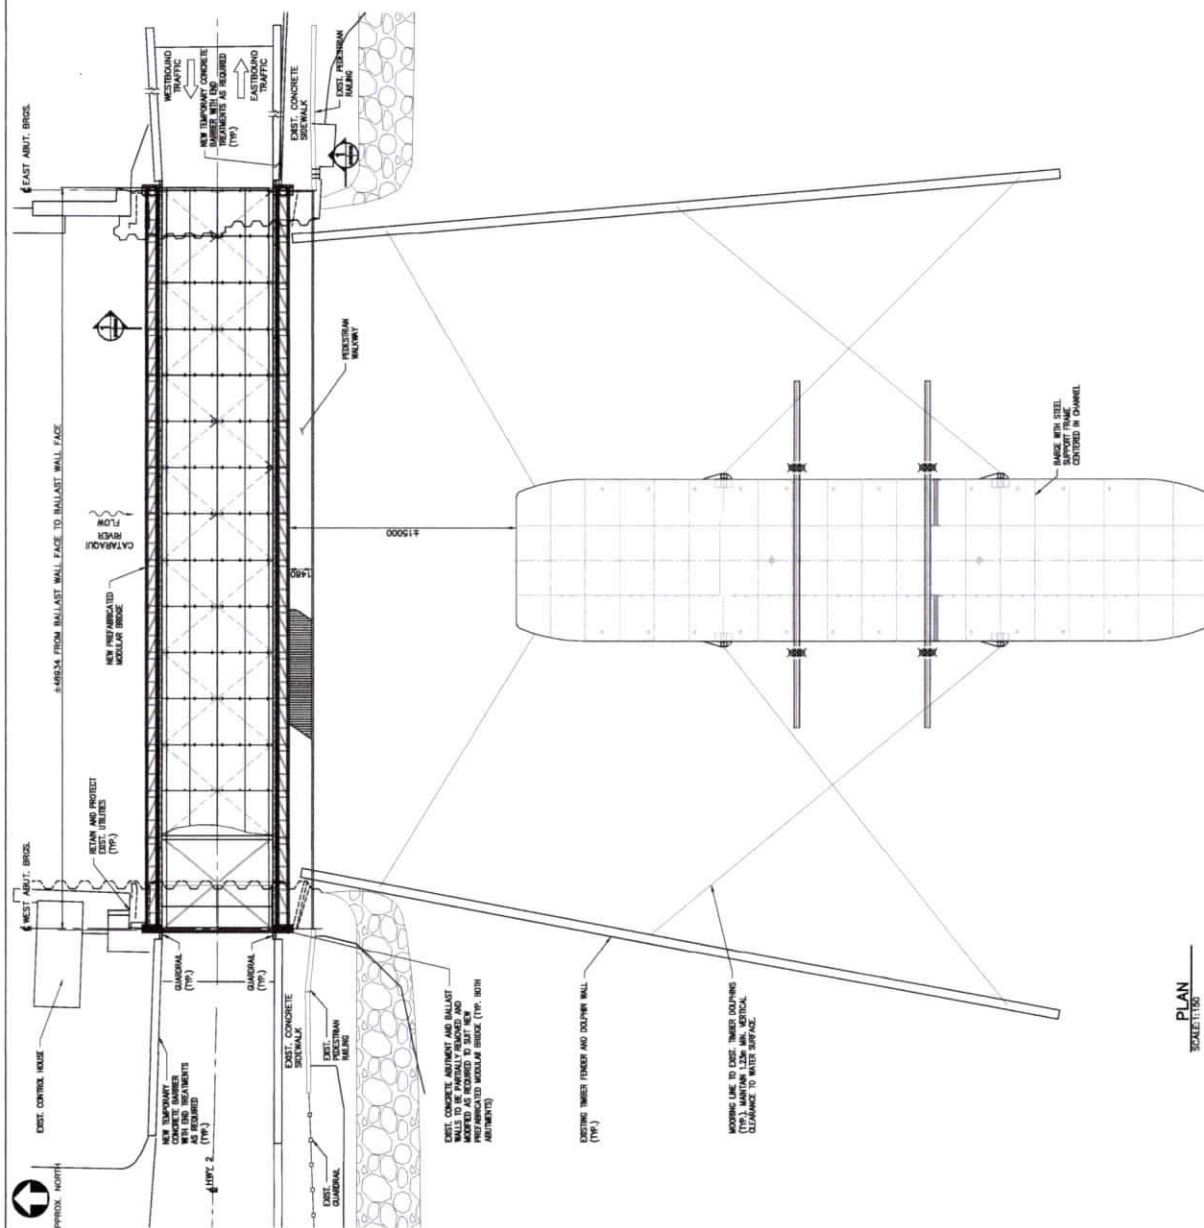 APPROX. NORTH
EXIST. CONTROL HOUSE
℄ WEST ABUT. BRGS.
RETAIN AND PROTECT
EXIST. UTILITIES
(TYP.)
±48934 FROM BALLAST WALL FACE TO BALLAST WALL FACE
NEW PREFABRICATED
MODULAR BRIDGE
CATARAQUI
RIVER
FLOW
1
℄ EAST ABUT. BRGS.
NEW TEMPORARY
CONCRETE BARRIER
WITH END TREATMENTS
AS REQUIRED
(TYP.)
HWY. 2
GUARDRAIL
(TYP.)
GUARDRAIL
(TYP.)
WESTBOUND
TRAFFIC
EASTBOUND
TRAFFIC
NEW TEMPORARY CONCRETE
BARRIER WITH END
TREATMENTS AS REQUIRED
(TYP.)
EXIST. CONCRETE
SIDEWALK
EXIST.
PEDESTRIAN
RAILING
EXIST.
GUARDRAIL
EXIST. CONCRETE
SIDEWALK
EXIST. PEDESTRIAN
RAILING
1
1480
PEDESTRIAN
WALKWAY
±15000
EXIST. CONCRETE ABUTMENT AND BALLAST
WALLS TO BE PARTIALLY REMOVED AND
MODIFIED AS REQUIRED TO SUIT NEW
PREFABRICATED MODULAR BRIDGE (TYP. BOTH
ABUTMENTS)
EXISTING TIMBER FENDER AND DOLPHIN WALL
(TYP.)
MOORING LINE TO EXIST. TIMBER DOLPHINS
(TYP.). MAINTAIN 1.23m MIN. VERTICAL
CLEARANCE TO WATER SURFACE.
BARGE WITH STEEL
SUPPORT FRAME
CENTERED IN CHANNEL
PLAN
SCALE: 1:150